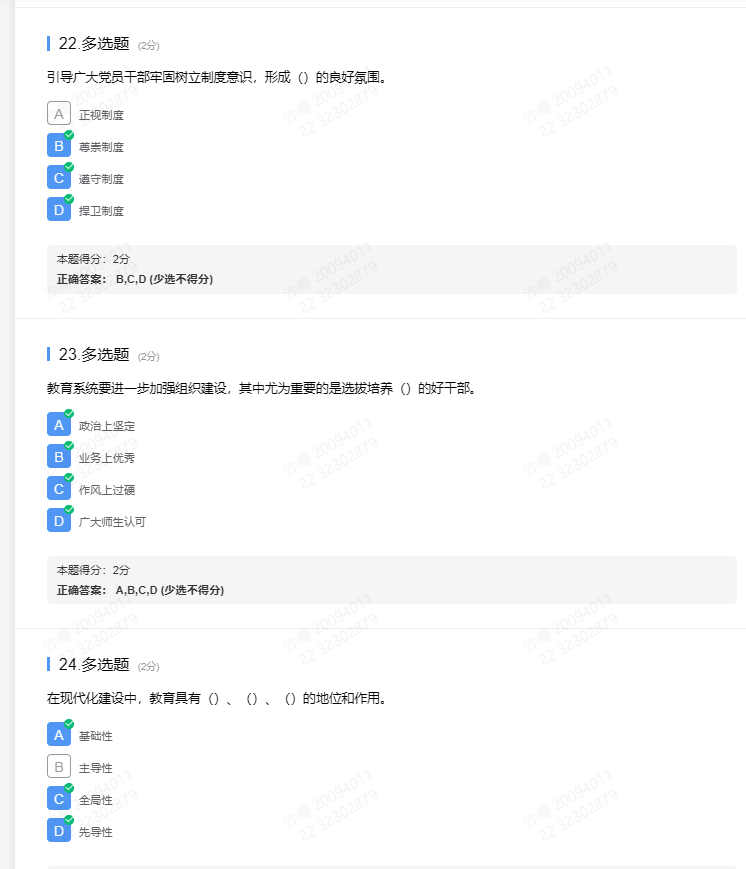 22.多选题 (2分)
引导广大党员干部牢固树立制度意识，形成（）的良好氛围。
A 正视制度
B 尊崇制度
C 遵守制度
D 捍卫制度
本题得分：2分
正确答案： B,C,D (少选不得分)
23.多选题 (2分)
教育系统要进一步加强组织建设，其中尤为重要的是选拔培养（）的好干部。
A 政治上坚定
B 业务上优秀
C 作风上过硬
D 广大师生认可
本题得分：2分
正确答案： A,B,C,D (少选不得分)
24.多选题 (2分)
在现代化建设中，教育具有（）、（）、（）的地位和作用。
A 基础性
B 主导性
C 全局性
D 先导性